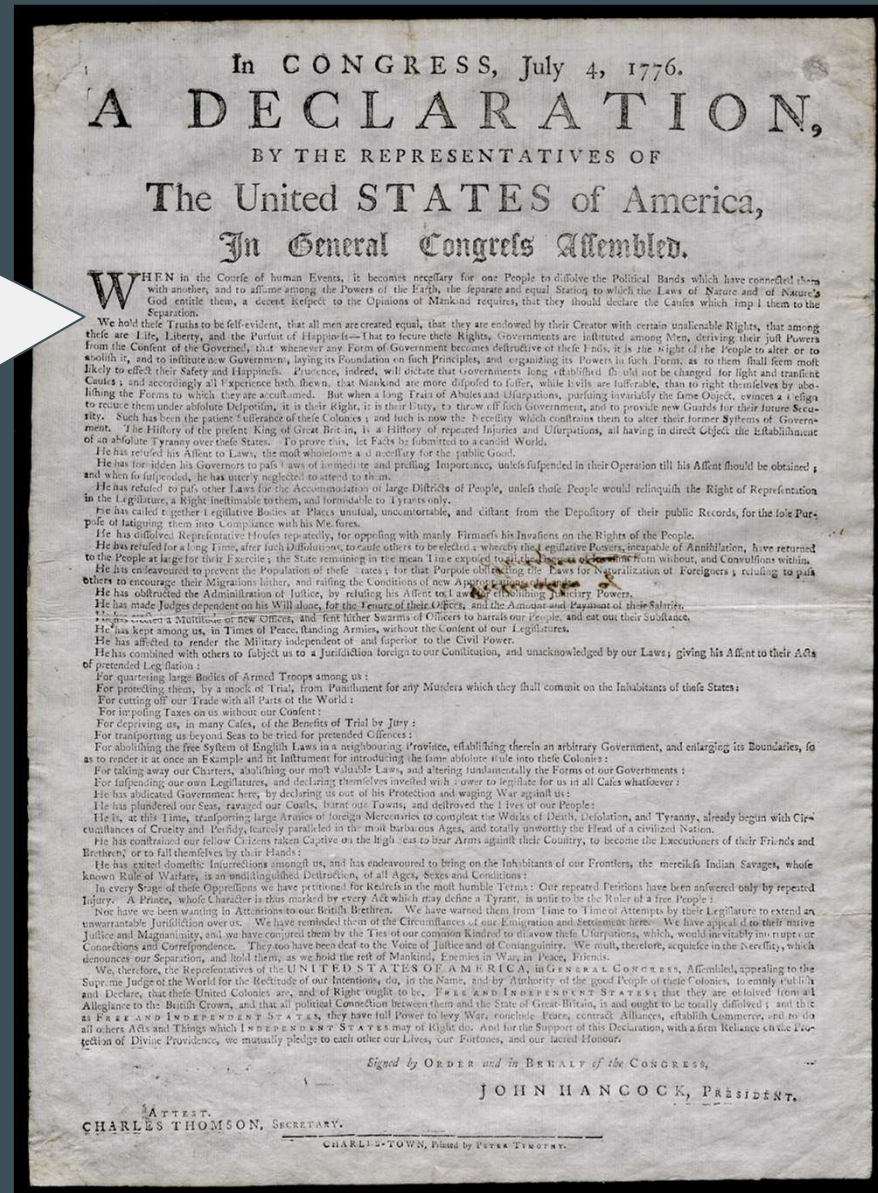 In CONGRESS, July 4, 1776.
A DECLARATION,
BY THE REPRESENTATIVES OF
The United STATES of America,
In General Congreſs Aſſembled.
WHEN in the Courſe of human Events, it becomes neceſſary for one People to diſſolve the Political Bands which have connected them
with another, and to aſſume among the Powers of the Earth, the ſeparate and equal Station to which the Laws of Nature and of Nature's
God entitle them, a decent Reſpect to the Opinions of Mankind requires, that they ſhould declare the Cauſes which impel them to the
Separation.
We hold theſe Truths to be ſelf-evident, that all men are created equal, that they are endowed by their Creator with certain unalienable Rights, that among
theſe are Life, Liberty, and the Purſuit of Happineſs—That to ſecure theſe Rights, Governments are inſtituted among Men, deriving their juſt Powers
from the Conſent of the Governed, that whenever any Form of Government becomes deſtructive of theſe Ends, it is the Right of the People to alter or to
aboliſh it, and to inſtitute new Government, laying its Foundation on ſuch Principles, and organizing its Powers in ſuch Form, as to them ſhall ſeem moſt
likely to effect their Safety and Happineſs. Prudence, indeed, will dictate that Governments long eſtabliſhed ſhould not be changed for light and tranſient
Cauſes; and accordingly all Experience hath ſhewn, that Mankind are more diſpoſed to ſuffer, while Evils are ſufferable, than to right themſelves by abo-
liſhing the Forms to which they are accuſtomed. But when a long Train of Abuſes and Uſurpations, purſuing invariably the ſame Object, evinces a Deſign
to reduce them under abſolute Deſpotiſm, it is their Right, it is their Duty, to throw off ſuch Government, and to provide new Guards for their future Secu-
rity. Such has been the patient Sufferance of theſe Colonies; and ſuch is now the Neceſſity which conſtrains them to alter their former Syſtems of Govern-
ment. The Hiſtory of the preſent King of Great Britain, is a Hiſtory of repeated Injuries and Uſurpations, all having in direct Object the Eſtabliſhment
of an abſolute Tyranny over theſe States. To prove this, let Facts be ſubmitted to a candid World.
He has refuſed his Aſſent to Laws, the moſt wholeſome and neceſſary for the public Good.
He has forbidden his Governors to paſs Laws of immediate and preſſing Importance, unleſs ſuſpended in their Operation till his Aſſent ſhould be obtained;
and when ſo ſuſpended, he has utterly neglected to attend to them.
He has refuſed to paſs other Laws for the Accommodation of large Diſtricts of People, unleſs thoſe People would relinquiſh the Right of Repreſentation
in the Legiſlature, a Right ineſtimable to them, and formidable to Tyrants only.
He has called together Legiſlative Bodies at Places unuſual, uncomfortable, and diſtant from the Depoſitory of their public Records, for the ſole Pur-
poſe of fatiguing them into Compliance with his Meaſures.
He has diſſolved Repreſentative Houſes repeatedly, for oppoſing with manly Firmneſs his Invaſions on the Rights of the People.
He has refuſed for a long Time, after ſuch Diſſolutions, to cauſe others to be elected; whereby the Legiſlative Powers, incapable of Annihilation, have returned
to the People at large for their Exerciſe; the State remaining in the mean Time expoſed to from without, and Convulſions within.
He has endeavoured to prevent the Population of theſe States; for that Purpoſe obſtructing the Laws for Naturalization of Foreigners; refuſing to paſs
others to encourage their Migrations hither, and raiſing the Conditions of new
He has obſtructed the Adminiſtration of Juſtice, by refuſing his Aſſent to Laws for eſtabliſhing Judiciary Powers.
He has made Judges dependent on his Will alone, for the Tenure of their Offices, and the Amount and Payment of their Salaries.
a Multitude of new Offices, and ſent hither Swarms of Officers to harraſs our People, and eat out their Subſtance.
He has kept among us, in Times of Peace, ſtanding Armies, without the Conſent of our Legiſlatures.
He has affected to render the Military independent of and ſuperior to the Civil Power.
He has combined with others to ſubject us to a Juriſdiction foreign to our Conſtitution, and unacknowledged by our Laws; giving his Aſſent to their Acts
of pretended Legiſlation:
For quartering large Bodies of Armed Troops among us:
For protecting them, by a mock Trial, from Puniſhment for any Murders which they ſhall commit on the Inhabitants of theſe States:
For cutting off our Trade with all Parts of the World:
For impoſing Taxes on us without our Conſent:
For depriving us, in many Caſes, of the Benefits of Trial by Jury:
For tranſporting us beyond Seas to be tried for pretended Offences:
For aboliſhing the free Syſtem of Engliſh Laws in a neighbouring Province, eſtabliſhing therein an arbitrary Government, and enlarging its Boundaries, ſo
as to render it at once an Example and fit Inſtrument for introducing the ſame abſolute Rule into theſe Colonies:
For taking away our Charters, aboliſhing our moſt valuable Laws, and altering fundamentally the Forms of our Governments:
For ſuſpending our own Legiſlatures, and declaring themſelves inveſted with Power to legiſlate for us in all Caſes whatſoever:
He has abdicated Government here, by declaring us out of his Protection and waging War againſt us:
He has plundered our Seas, ravaged our Coaſts, burnt our Towns, and deſtroyed the Lives of our People:
He is, at this Time, tranſporting large Armies of foreign Mercenaries to compleat the Works of Death, Deſolation, and Tyranny, already begun with Cir-
cumſtances of Cruelty and Perfidy, ſcarcely paralleled in the moſt barbarous Ages, and totally unworthy the Head of a civilized Nation.
He has conſtrained our fellow Citizens taken Captive on the high Seas to bear Arms againſt their Country, to become the Executioners of their Friends and
Brethren, or to fall themſelves by their Hands:
He has exited domeſtic Inſurrections amongſt us, and has endeavoured to bring on the Inhabitants of our Frontiers, the mercileſs Indian Savages, whoſe
known Rule of Warfare, is an undiſtinguiſhed Deſtruction, of all Ages, Sexes and Conditions:
In every Stage of theſe Oppreſſions we have petitioned for Redreſs in the moſt humble Terms: Our repeated Petitions have been anſwered only by repeated
Injury. A Prince, whoſe Character is thus marked by every Act which may define a Tyrant, is unfit to be the Ruler of a free People:
Nor have we been wanting in Attentions to our Britiſh Brethren. We have warned them from Time to Time of Attempts by their Legiſlature to extend an
unwarrantable Juriſdiction over us. We have reminded them of the Circumſtances of our Emigration and Settlement here. We have appealed to their native
Juſtice and Magnanimity, and we have conjured them by the Ties of our common Kindred to diſavow theſe Uſurpations, which, would inevitably interrupt our
Connections and Correſpondence. They too have been deaf to the Voice of Juſtice and of Conſanguinity. We muſt, therefore, acquieſce in the Neceſſity, which
denounces our Separation, and hold them, as we hold the reſt of Mankind, Enemies in War, in Peace, Friends.
We, therefore, the Repreſentatives of the UNITED STATES OF AMERICA, in GENERAL CONGRESS, Aſſembled, appealing to the
Supreme Judge of the World for the Rectitude of our Intentions, do, in the Name, and by Authority of the good People of theſe Colonies, ſolemnly Publiſh
and Declare, that theſe United Colonies are, and of Right ought to be, FREE AND INDEPENDENT STATES; that they are abſolved from all
Allegiance to the Britiſh Crown, and that all political Connection between them and the State of Great-Britain, is and ought to be totally diſſolved; and that
as FREE AND INDEPENDENT STATES, they have full Power to levy War, conclude Peace, contract Alliances, eſtabliſh Commerce, and to do
all others Acts and Things which INDEPENDENT STATES may of Right do. And for the Support of this Declaration, with a firm Reliance on the Pro-
tection of Divine Providence, we mutually pledge to each other our Lives, our Fortunes, and our ſacred Honour.
Signed by ORDER and in BEHALF of the CONGRESS,
JOHN HANCOCK, PRESIDENT.
ATTEST.
CHARLES THOMSON, SECRETARY.
CHARLES-TOWN, Printed by PETER TIMOTHY.